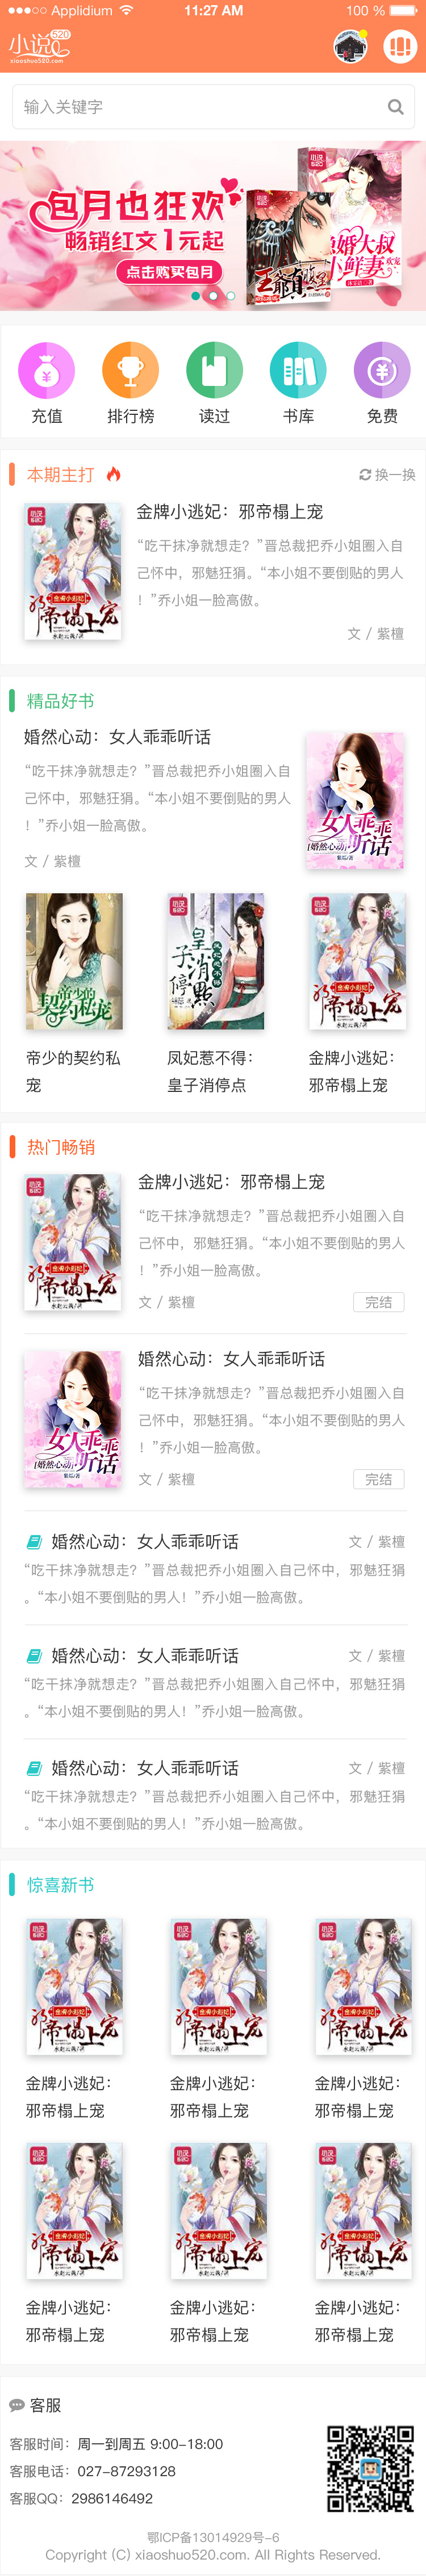 Applidium 11:27 AM 100 %
小说520
xiaoshuo520.com
输入关键字
包月也狂欢
畅销红文1元起
点击购买包月
充值 排行榜 读过 书库 免费
本期主打 换一换
金牌小逃妃：邪帝榻上宠
“吃干抹净就想走？”晋总裁把乔小姐圈入自
己怀中，邪魅狂狷。“本小姐不要倒贴的男人
！”乔小姐一脸高傲。
文 / 紫檀
精品好书
婚然心动：女人乖乖听话
“吃干抹净就想走？”晋总裁把乔小姐圈入自
己怀中，邪魅狂狷。“本小姐不要倒贴的男人
！”乔小姐一脸高傲。
文 / 紫檀
女人乖乖听话
婚然心动
帝少的契约私宠
皇子消停点
帝少的契约私
宠
凤妃惹不得：
皇子消停点
金牌小逃妃：
邪帝榻上宠
热门畅销
金牌小逃妃：邪帝榻上宠
“吃干抹净就想走？”晋总裁把乔小姐圈入自
己怀中，邪魅狂狷。“本小姐不要倒贴的男人
！”乔小姐一脸高傲。
文 / 紫檀 完结
婚然心动：女人乖乖听话
“吃干抹净就想走？”晋总裁把乔小姐圈入自
己怀中，邪魅狂狷。“本小姐不要倒贴的男人
！”乔小姐一脸高傲。
文 / 紫檀 完结
婚然心动：女人乖乖听话 文 / 紫檀
“吃干抹净就想走？”晋总裁把乔小姐圈入自己怀中，邪魅狂狷
。“本小姐不要倒贴的男人！”乔小姐一脸高傲。
婚然心动：女人乖乖听话 文 / 紫檀
“吃干抹净就想走？”晋总裁把乔小姐圈入自己怀中，邪魅狂狷
。“本小姐不要倒贴的男人！”乔小姐一脸高傲。
婚然心动：女人乖乖听话 文 / 紫檀
“吃干抹净就想走？”晋总裁把乔小姐圈入自己怀中，邪魅狂狷
。“本小姐不要倒贴的男人！”乔小姐一脸高傲。
惊喜新书
金牌小逃妃：
邪帝榻上宠
金牌小逃妃：
邪帝榻上宠
金牌小逃妃：
邪帝榻上宠
金牌小逃妃：
邪帝榻上宠
金牌小逃妃：
邪帝榻上宠
金牌小逃妃：
邪帝榻上宠
客服
客服时间：周一到周五 9:00-18:00
客服电话：027-87293128
客服QQ：2986146492
鄂ICP备13014929号-6
Copyright (C) xiaoshuo520.com. All Rights Reserved.